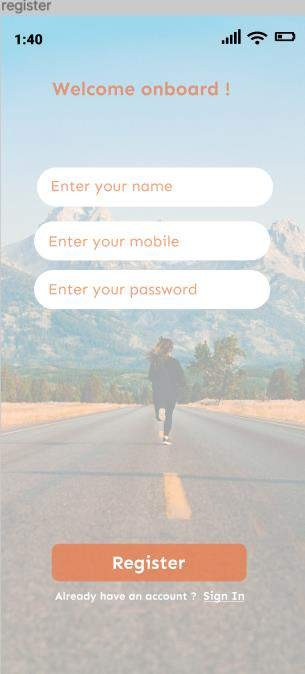 register
1:40
Welcome onboard !
Enter your name
Enter your mobile
Enter your password
Register
Already have an account ? Sign In